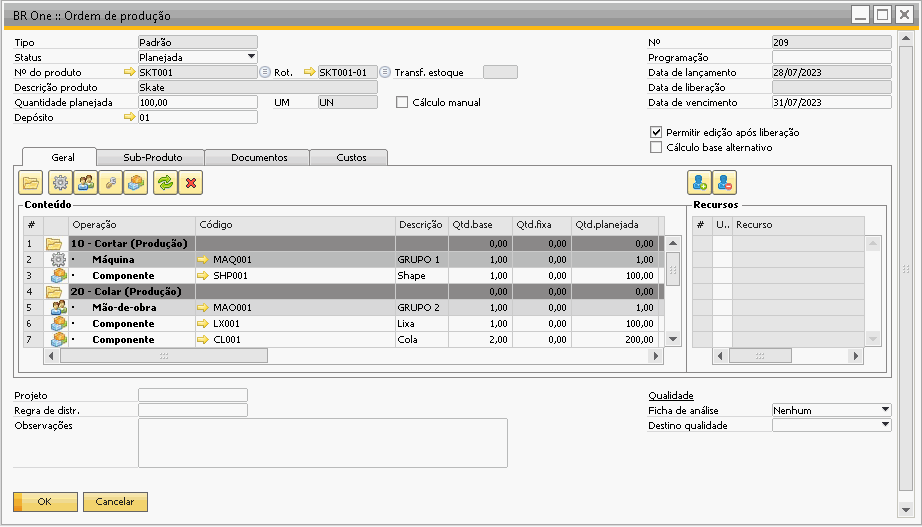 BR One :: Ordem de produção
Tipo Padrão Nº 209
Status Planejada Programação
Nº do produto SKT001 Rot. SKT001-01 Transf. estoque Data de lançamento 28/07/2023
Descrição produto Skate Data de liberação
Quantidade planejada 100,00 UM UN Cálculo manual Data de vencimento 31/07/2023
Depósito 01
Permitir edição após liberação
Cálculo base alternativo
Geral Sub-Produto Documentos Custos
Conteúdo Recursos
# Operação Código Descrição Qtd.base Qtd.fixa Qtd.planejada # U.. Recurso
1 10 - Cortar (Produção) 0,00 0,00 0,00
2 · Máquina MAQ001 GRUPO 1 1,00 0,00 1,00
3 · Componente SHP001 Shape 1,00 0,00 100,00
4 20 - Colar (Produção) 0,00 0,00 0,00
5 · Mão-de-obra MAO001 GRUPO 2 1,00 0,00 1,00
6 · Componente LX001 Lixa 1,00 0,00 100,00
7 · Componente CL001 Cola 2,00 0,00 200,00
Projeto Qualidade
Regra de distr. Ficha de análise Nenhum
Observações Destino qualidade
OK Cancelar